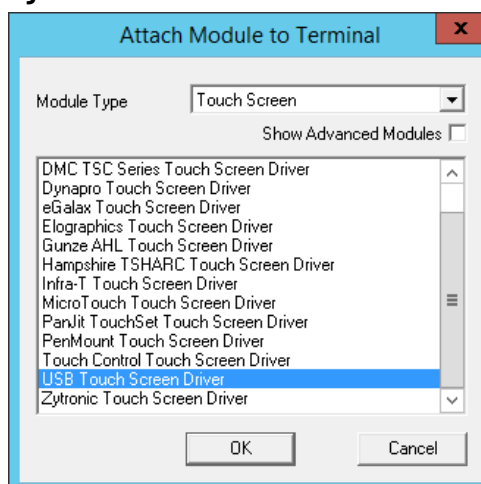 Attach Module to Terminal
x
Module Type
Touch Screen
Show Advanced Modules
DMC TSC Series Touch Screen Driver
Dynapro Touch Screen Driver
eGalax Touch Screen Driver
Elographics Touch Screen Driver
Gunze AHL Touch Screen Driver
Hampshire TSHARC Touch Screen Driver
Infra-T Touch Screen Driver
MicroTouch Touch Screen Driver
PanJit TouchSet Touch Screen Driver
PenMount Touch Screen Driver
Touch Control Touch Screen Driver
USB Touch Screen Driver
Zytronic Touch Screen Driver
OK
Cancel